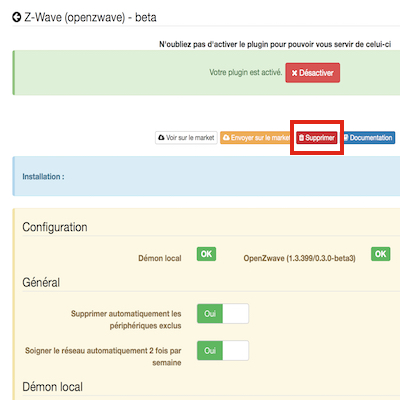 Z-Wave (openzwave) - beta
N'oubliez pas d'activer le plugin pour pouvoir vous servir de celui-ci
Votre plugin est activé. Désactiver
Voir sur le market Envoyer sur le market Supprimer Documentation
Installation :
Configuration
Démon local OK OpenZwave (1.3.399/0.3.0-beta3) OK
Général
Supprimer automatiquement les
périphériques exclus
Oui
Soigner le réseau automatiquement 2 fois par
semaine
Oui
Démon local